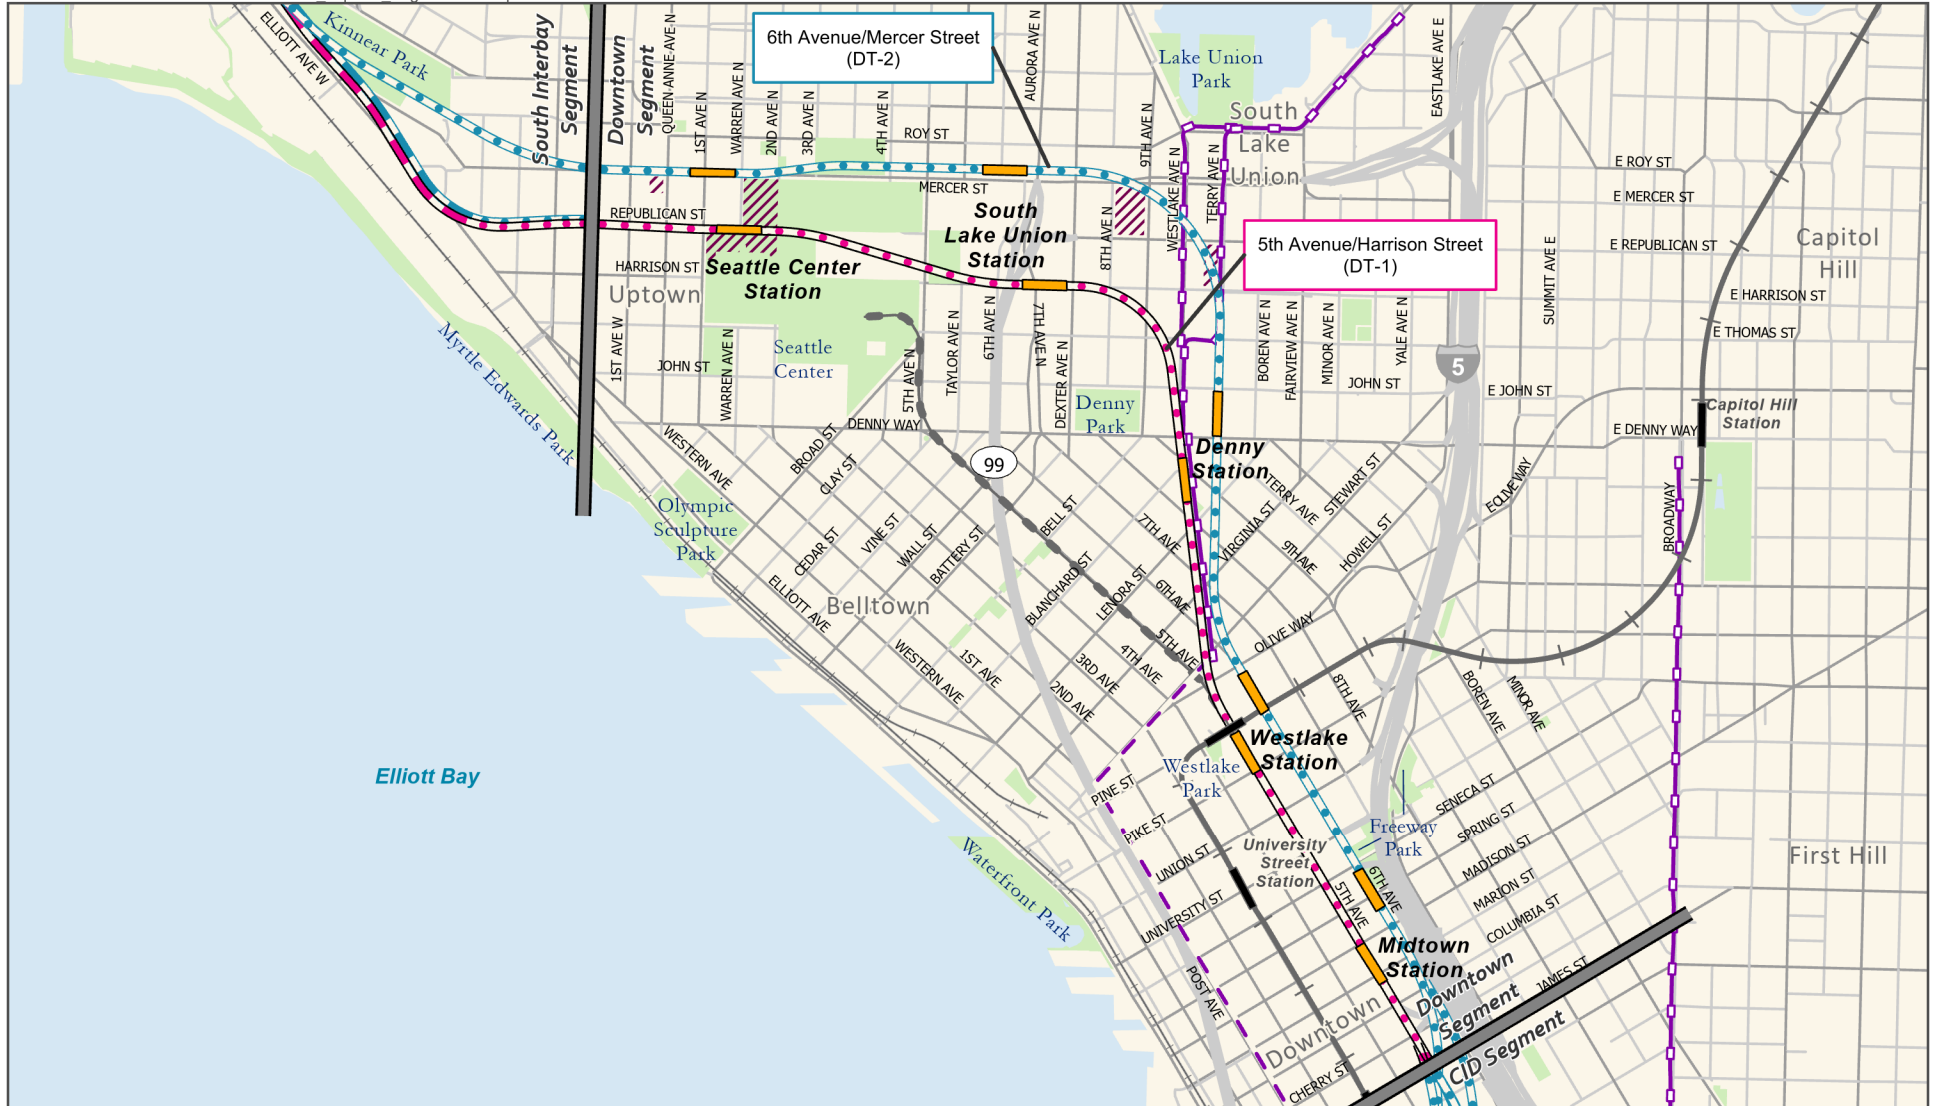 ELLIOTT AVE W
Kinnear Park
South Interbay
Segment
Downtown
Segment
QUEEN ANNE AVE N
1ST AVE N
WARREN AVE N
2ND AVE N
3RD AVE N
4TH AVE N
6th Avenue/Mercer Street
(DT-2)
AURORA AVE N
ROY ST
9TH AVE N
Lake Union
Park
South
Lake
Union
EASTLAKE AVE E
WESTLAKE AVE N
TERRY AVE N
E ROY ST
E MERCER ST
E REPUBLICAN ST
Capitol
Hill
SUMMIT AVE E
E HARRISON ST
E THOMAS ST
MERCER ST
REPUBLICAN ST
South
Lake Union
Station
8TH AVE N
5th Avenue/Harrison Street
(DT-1)
HARRISON ST
Uptown
Seattle Center
Station
Myrtle Edwards Park
1ST AVE W
JOHN ST
WARREN AVE N
Seattle
Center
5TH AVE N
TAYLOR AVE N
6TH AVE N
7TH AVE N
DEXTER AVE N
Denny
Park
BOREN AVE N
FAIRVIEW AVE N
MINOR AVE N
YALE AVE N
JOHN ST
5
E JOHN ST
Capitol Hill
Station
E DENNY WAY
DENNY WAY
99
Denny
Station
WESTERN AVE
BROAD ST
CLAY ST
Olympic
Sculpture
Park
CEDAR ST
VINE ST
WALL ST
BATTERY ST
BELL ST
7TH AVE
VIRGINIA ST
TERRY AVE
STEWART ST
9TH AVE
HOWELL ST
E OLIVE WAY
BROADWAY
ELLIOTT AVE
Belltown
BLANCHARD ST
LENORA ST
6TH AVE
5TH AVE
OLIVE WAY
WESTERN AVE
1ST AVE
2ND AVE
3RD AVE
4TH AVE
8TH AVE
BOREN AVE
MINOR AVE
Westlake
Station
Westlake
Park
Elliott Bay
PINE ST
PIKE ST
UNION ST
UNIVERSITY ST
University
Street
Station
Freeway
Park
SENECA ST
SPRING ST
MADISON ST
MARION ST
COLUMBIA ST
First Hill
Waterfront Park
5TH AVE
6TH AVE
Midtown
Station
POST AVE
Downtown
Downtown
Segment
JAMES ST
CID Segment
CHERRY ST